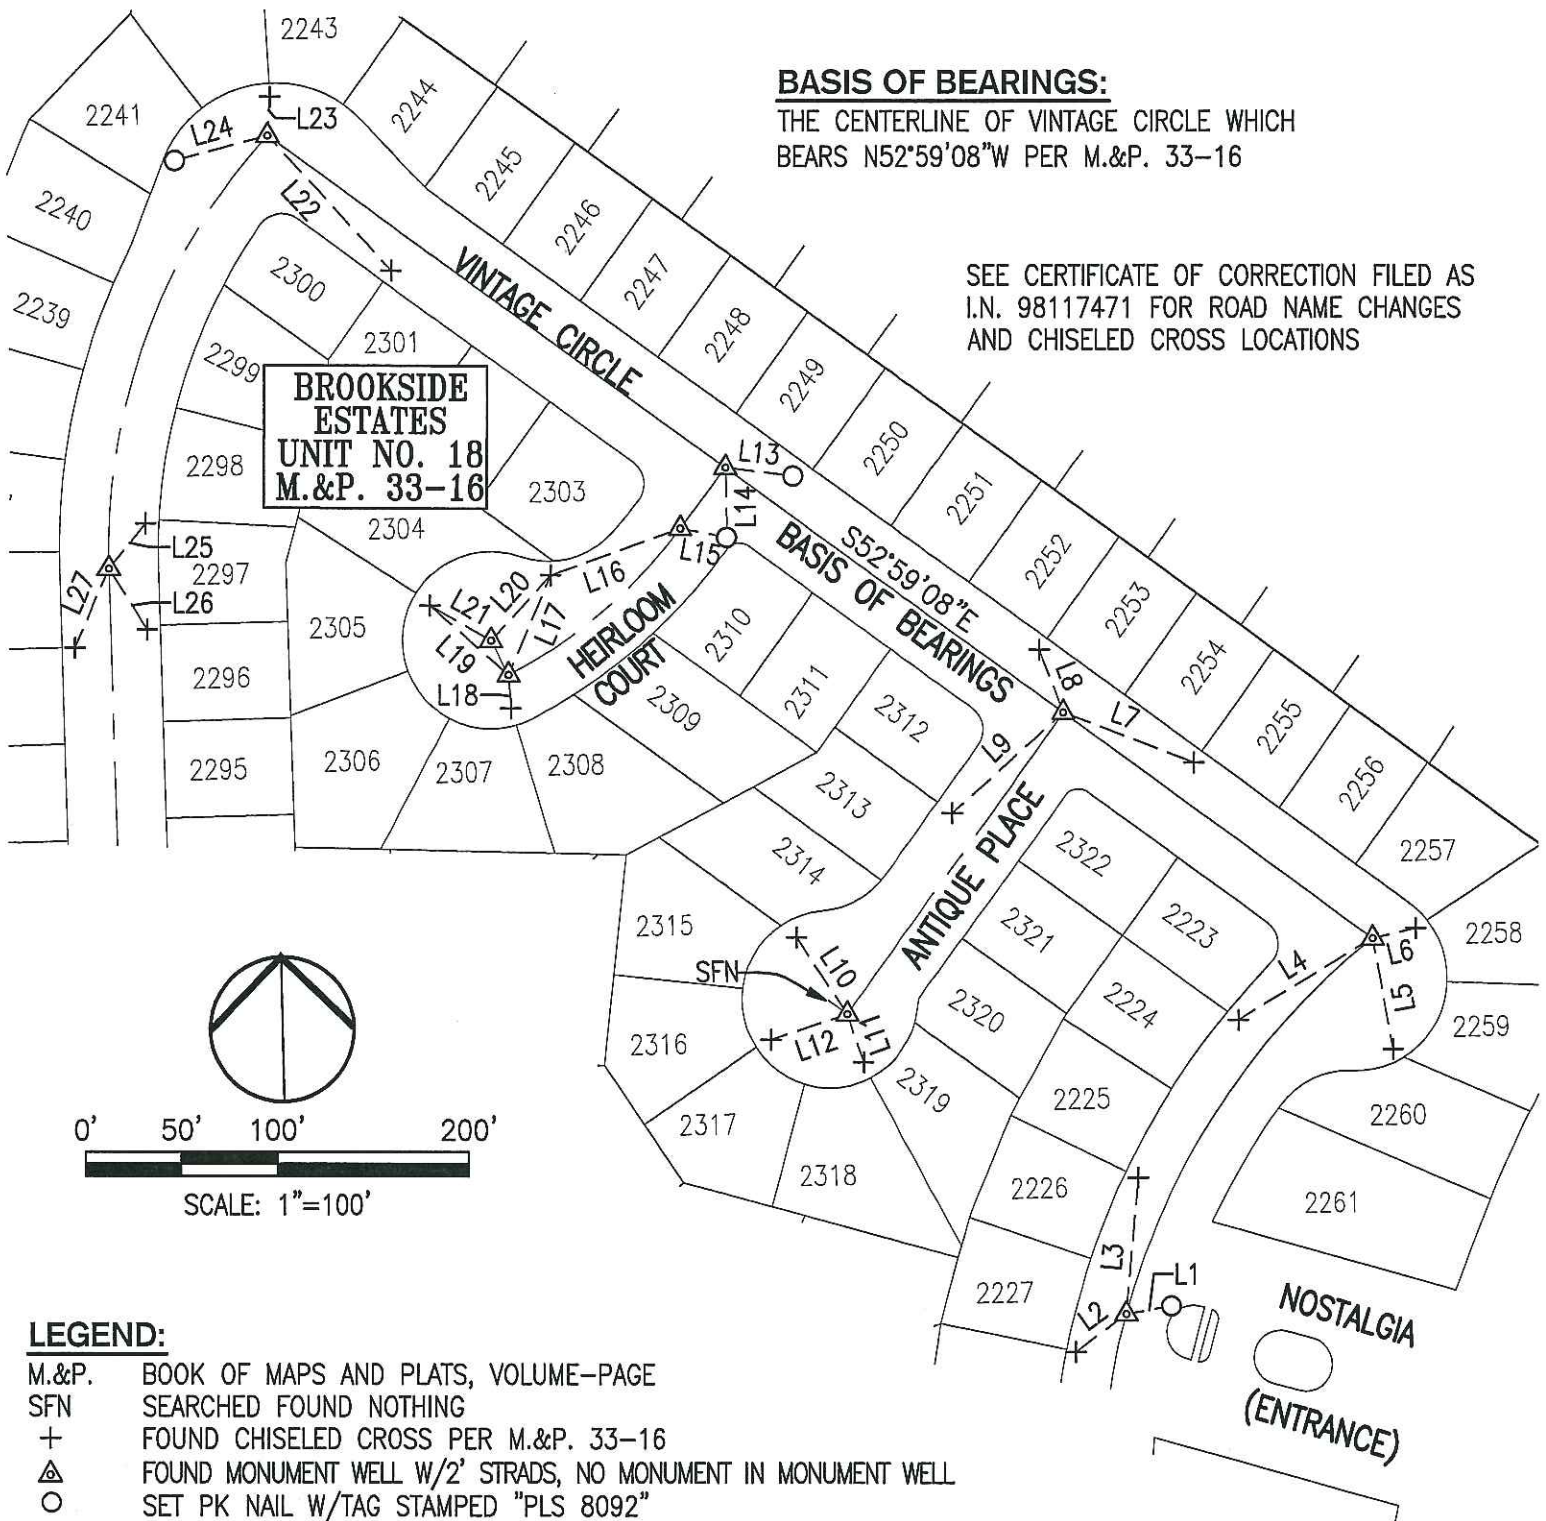 BASIS OF BEARINGS:
THE CENTERLINE OF VINTAGE CIRCLE WHICH
BEARS N52°59'08"W PER M.&P. 33-16
SEE CERTIFICATE OF CORRECTION FILED AS
I.N. 98117471 FOR ROAD NAME CHANGES
AND CHISELED CROSS LOCATIONS
2243
2241
L23
L24
2244
2240
L22
2245
2246
2239
2300
VINTAGE CIRCLE
2247
2248
2299
2301
2249
BROOKSIDE
ESTATES
UNIT NO. 18
M.&P. 33-16
2298
2303
L13
2250
2304
L14
2251
L25
2297
L15
L16
BASIS OF BEARINGS
S52°59'08"E
2252
L27
L26
L21
L20
L17
2253
2305
L19
L18
HEIRLOOM
COURT
2310
2254
2296
2311
L8
2309
2312
L7
2255
2295
2306
2307
2308
L9
2256
2313
ANTIQUE PLACE
2322
2257
2314
2315
2321
2223
2258
SFN
L10
L4
L6
L5
2316
L12
L11
2320
2224
2259
2317
2319
2225
2260
2318
2226
2261
L3
2227
L1
L2
NOSTALGIA
(ENTRANCE)
0' 50' 100' 200'
SCALE: 1"=100'
LEGEND:
M.&P. BOOK OF MAPS AND PLATS, VOLUME-PAGE
SFN SEARCHED FOUND NOTHING
FOUND CHISELED CROSS PER M.&P. 33-16
FOUND MONUMENT WELL W/2' STRADS, NO MONUMENT IN MONUMENT WELL
SET PK NAIL W/TAG STAMPED "PLS 8092"